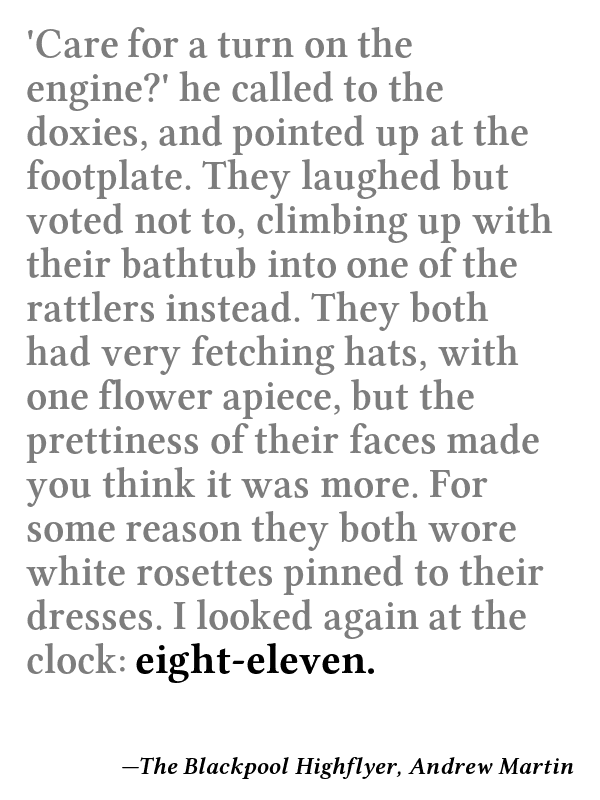 'Care for a turn on the
engine?' he called to the
doxies, and pointed up at the
footplate. They laughed but
voted not to, climbing up with
their bathtub into one of the
rattlers instead. They both
had very fetching hats, with
one flower apiece, but the
prettiness of their faces made
you think it was more. For
some reason they both wore
white rosettes pinned to their
dresses. I looked again at the
clock: eight-eleven.
—The Blackpool Highflyer, Andrew Martin